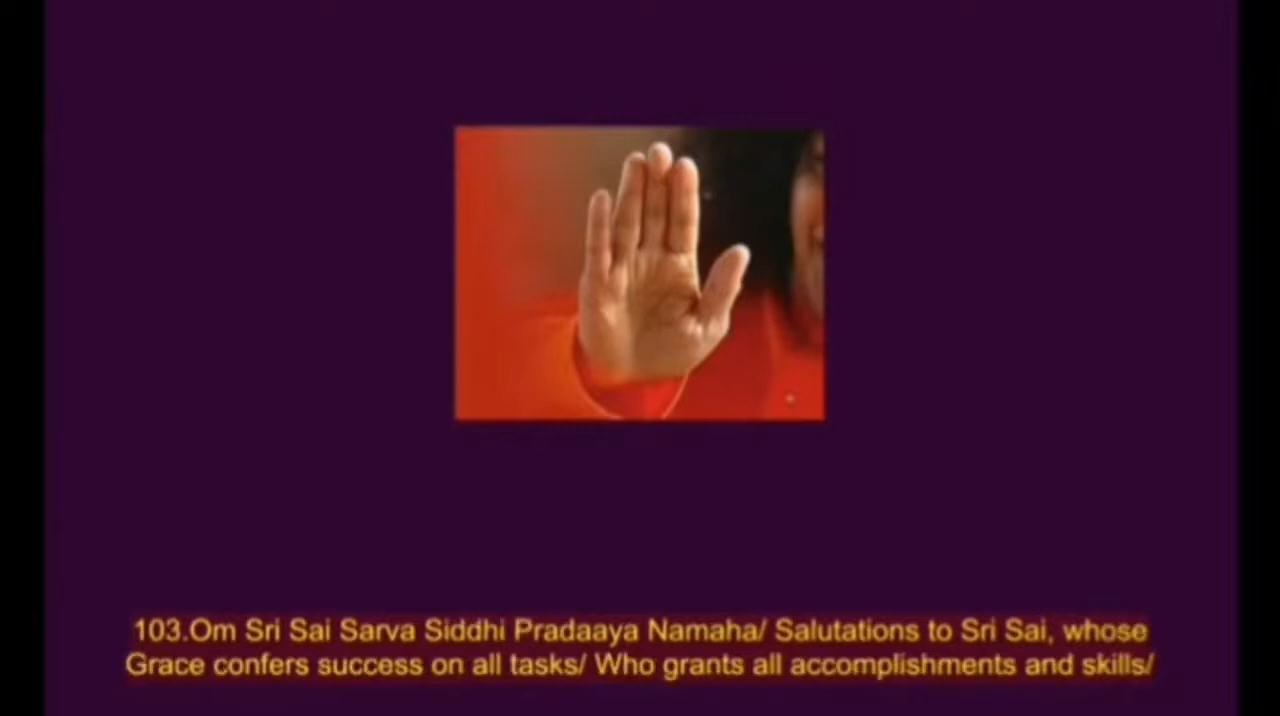 103.Om Sri Sai Sarva Siddhi Pradaaya Namaha/ Salutations to Sri Sai, whose
Grace confers success on all tasks/ Who grants all accomplishments and skills/